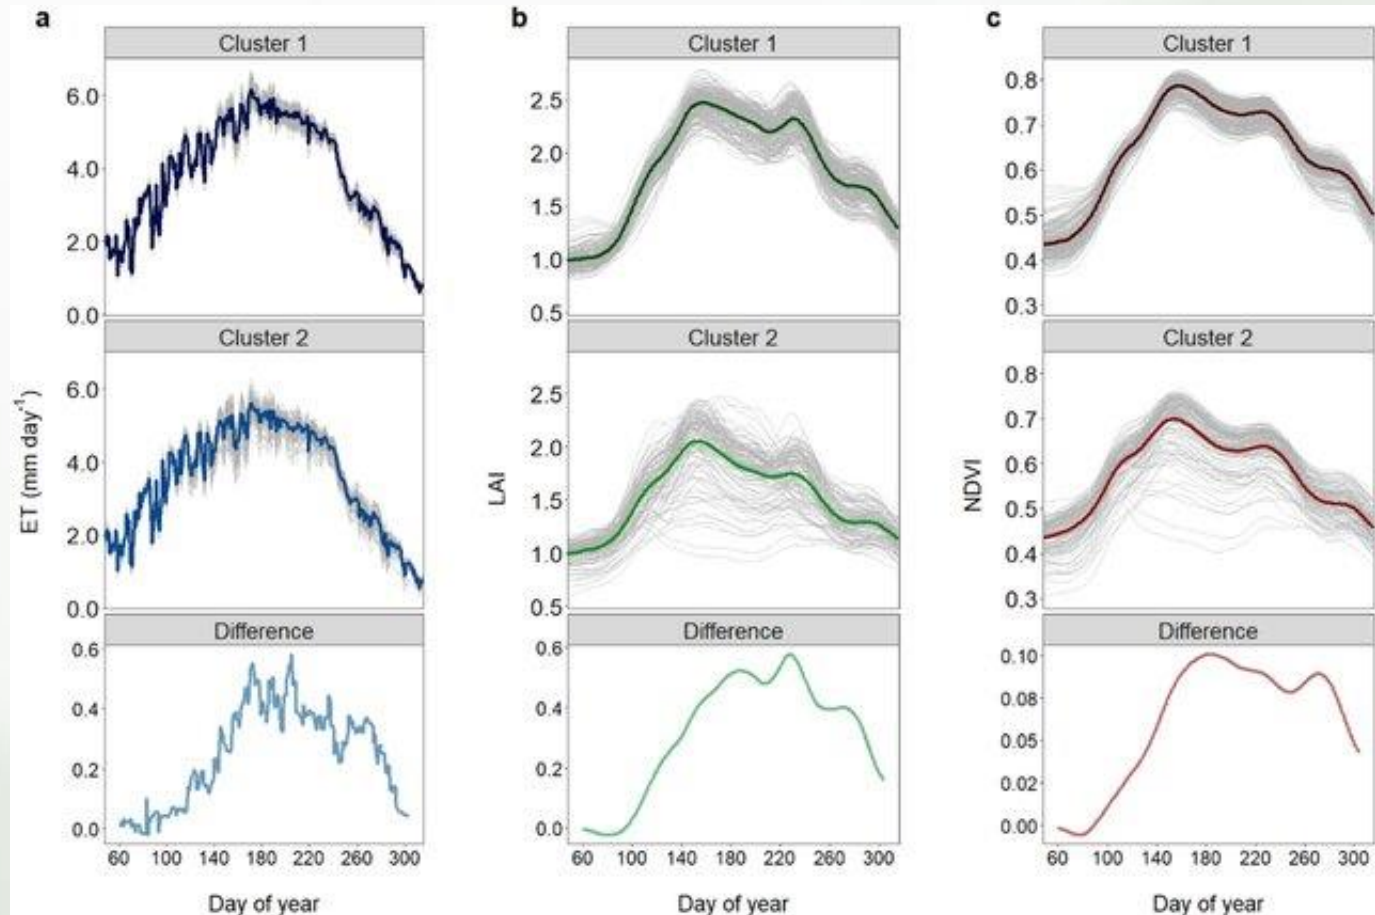 a b c
Cluster 1 Cluster 1 Cluster 1
6.0 2.5 0.8
4.0 2.0 0.7
2.0 1.5 0.6
0.0 1.0 0.5
0.5 0.4
0.3
Cluster 2 Cluster 2 Cluster 2
6.0 2.5 0.8
4.0 2.0 0.7
2.0 1.5 0.6
0.0 1.0 0.5
0.5 0.4
0.3
ET (mm day⁻¹) LAI NDVI
Difference Difference Difference
0.6 0.6 0.10
0.4 0.4 0.08
0.2 0.2 0.05
0.0 0.0 0.02
0.00
60 100 140 180 220 260 300 60 100 140 180 220 260 300 60 100 140 180 220 260 300
Day of year Day of year Day of year